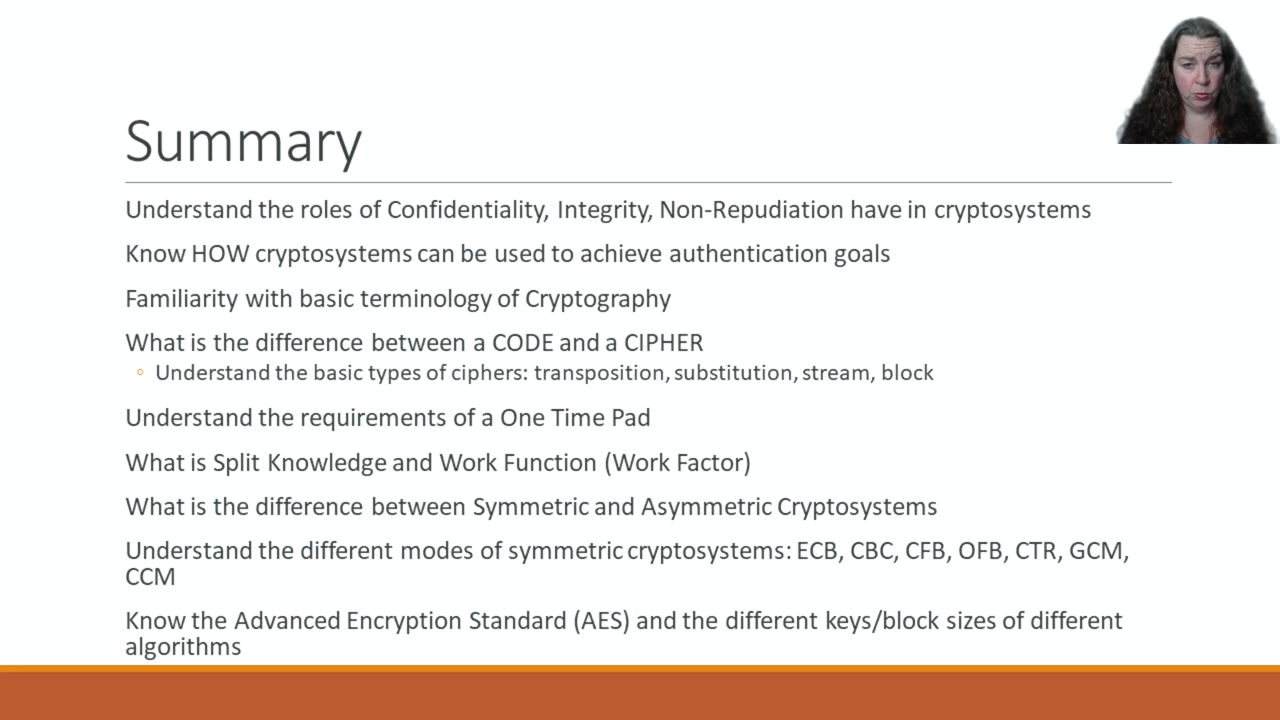 Summary
Understand the roles of Confidentiality, Integrity, Non-Repudiation have in cryptosystems
Know HOW cryptosystems can be used to achieve authentication goals
Familiarity with basic terminology of Cryptography
What is the difference between a CODE and a CIPHER
◦ Understand the basic types of ciphers: transposition, substitution, stream, block
Understand the requirements of a One Time Pad
What is Split Knowledge and Work Function (Work Factor)
What is the difference between Symmetric and Asymmetric Cryptosystems
Understand the different modes of symmetric cryptosystems: ECB, CBC, CFB, OFB, CTR, GCM,
CCM
Know the Advanced Encryption Standard (AES) and the different keys/block sizes of different
algorithms